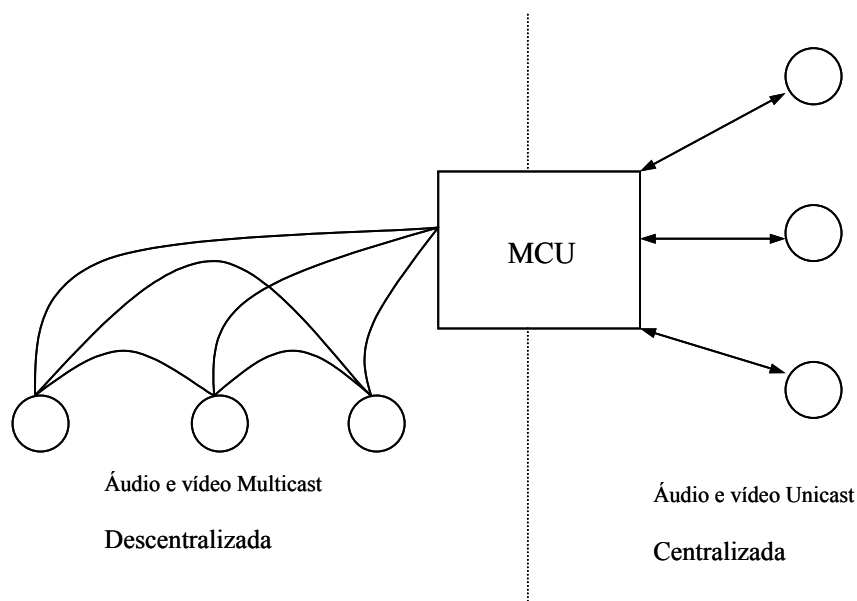 MCU
Áudio e vídeo Multicast
Descentralizada
Áudio e vídeo Unicast
Centralizada